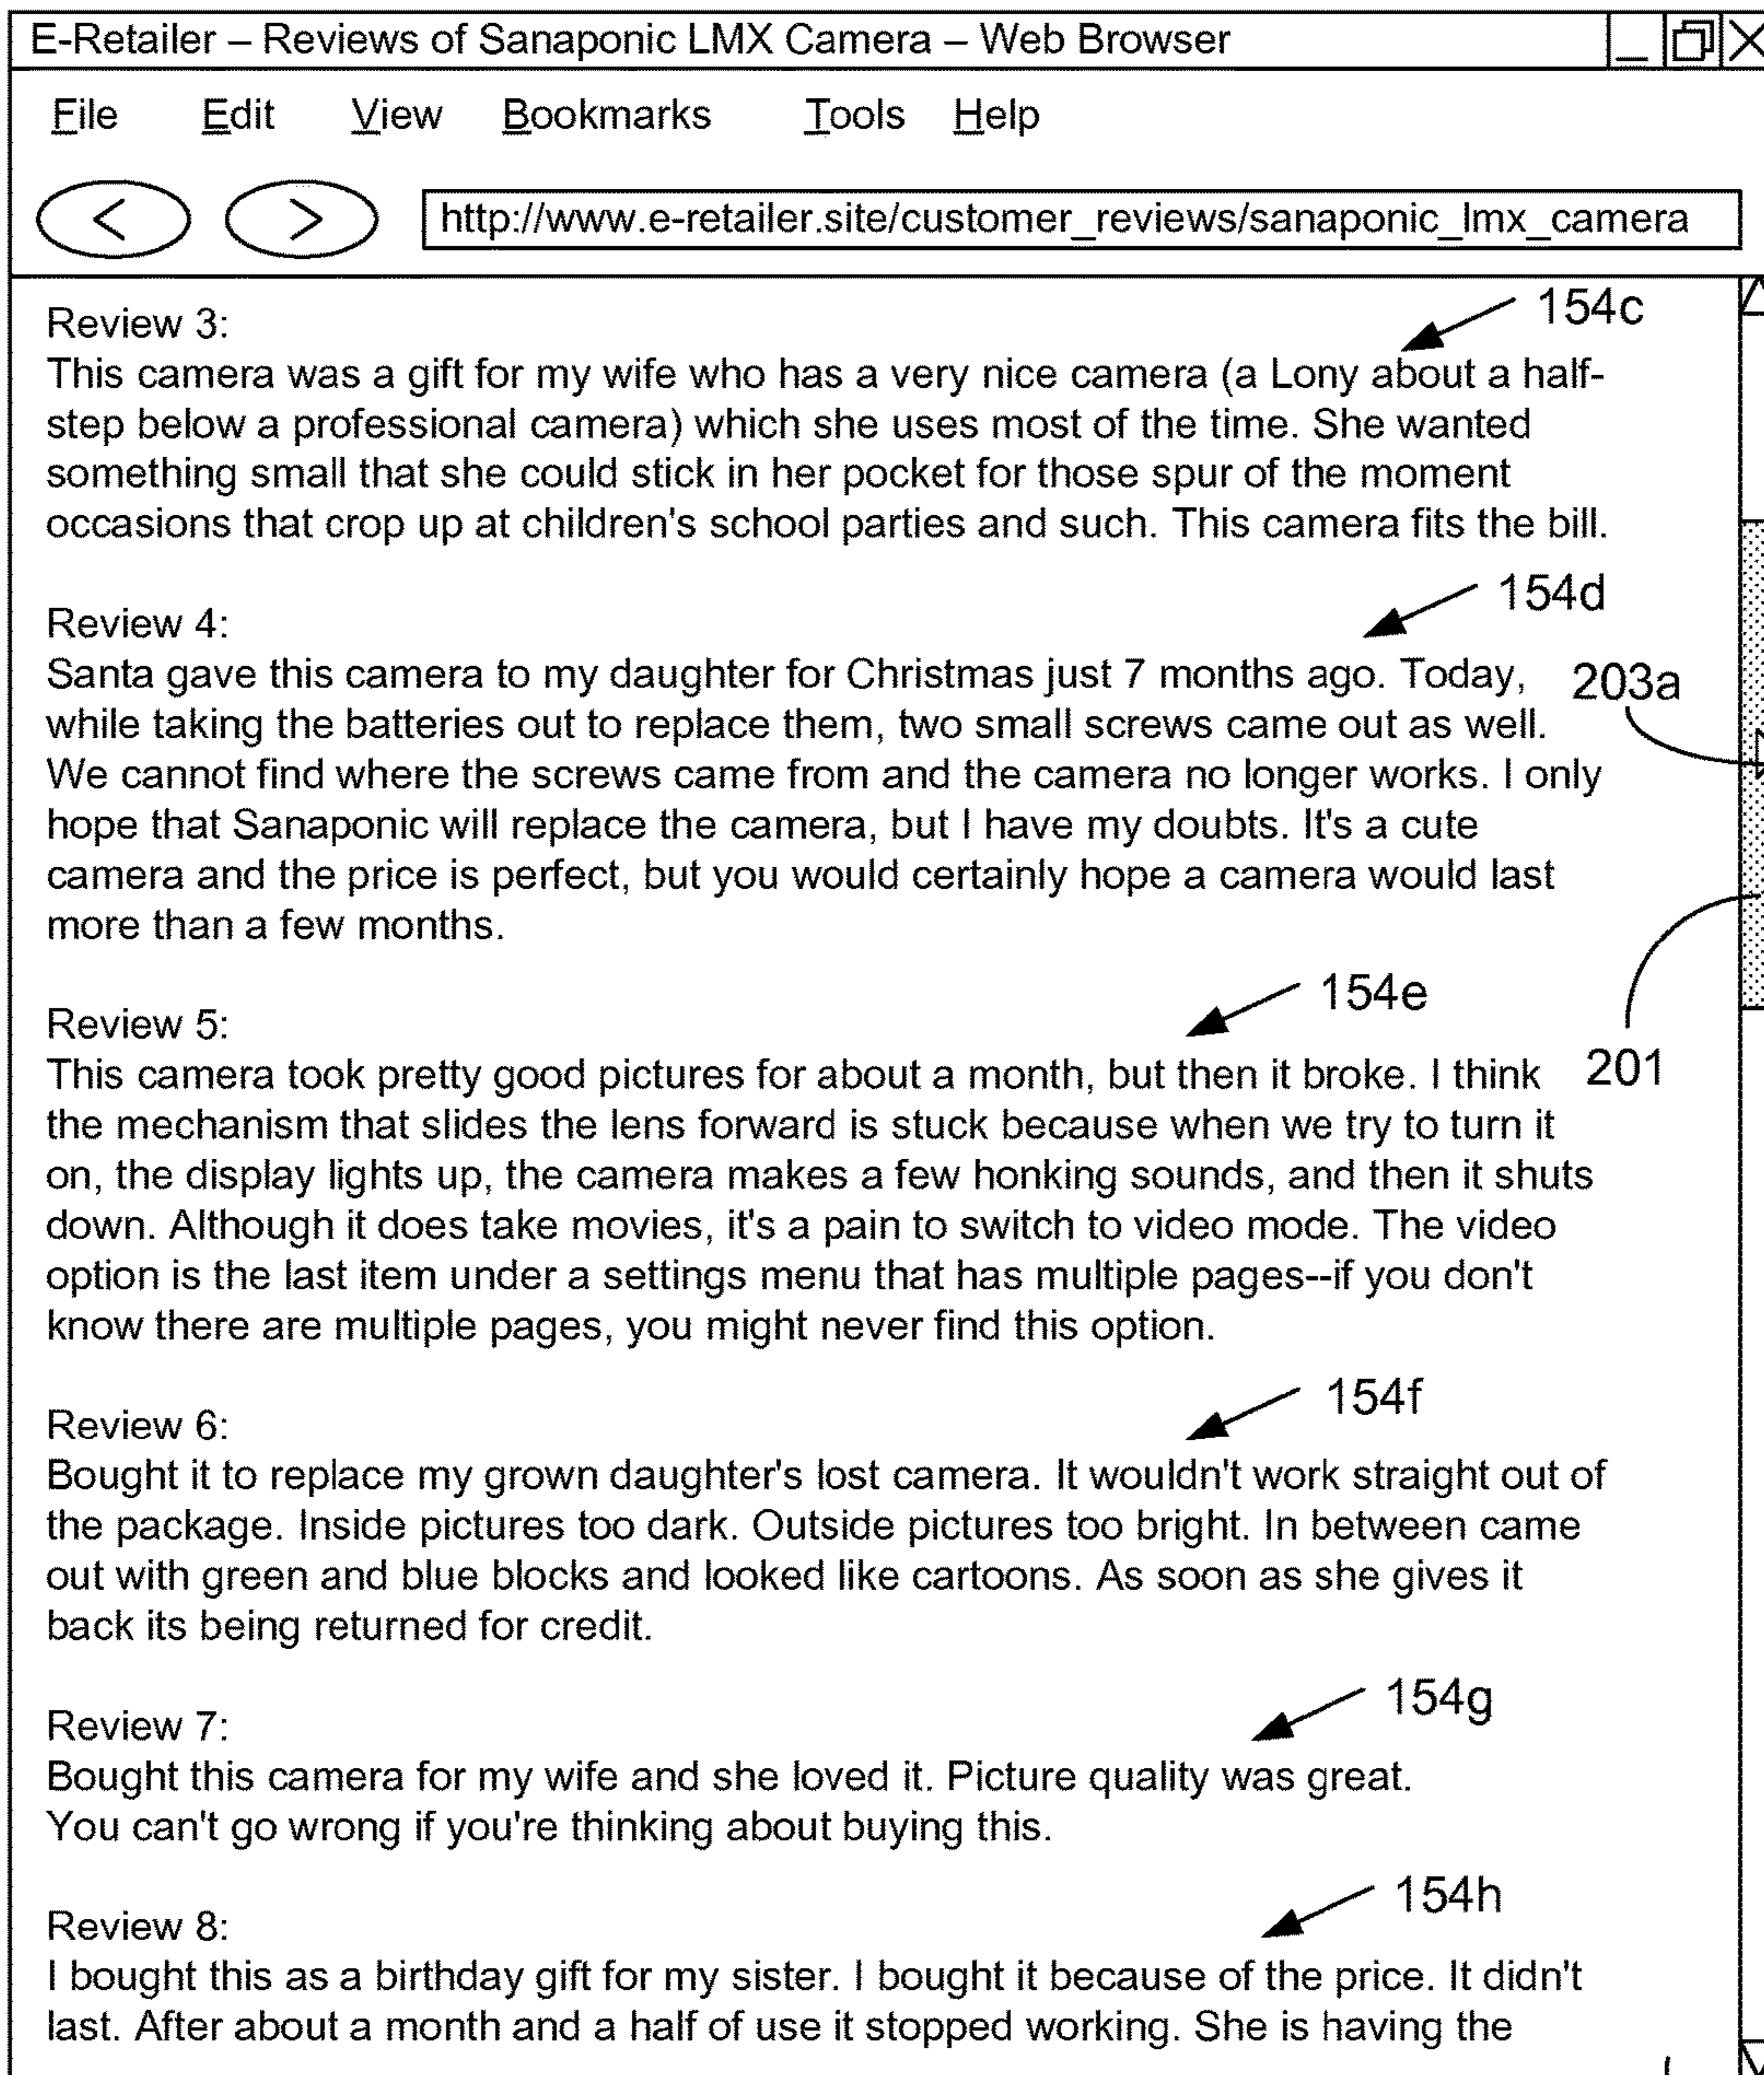 E-Retailer – Reviews of Sanaponic LMX Camera – Web Browser
File Edit View Bookmarks Tools Help
< > http://www.e-retailer.site/customer_reviews/sanaponic_lmx_camera
154c
Review 3:
This camera was a gift for my wife who has a very nice camera (a Lony about a half-
step below a professional camera) which she uses most of the time. She wanted
something small that she could stick in her pocket for those spur of the moment
occasions that crop up at children's school parties and such. This camera fits the bill.
154d
Review 4:
Santa gave this camera to my daughter for Christmas just 7 months ago. Today,
203a
while taking the batteries out to replace them, two small screws came out as well.
We cannot find where the screws came from and the camera no longer works. I only
hope that Sanaponic will replace the camera, but I have my doubts. It's a cute
camera and the price is perfect, but you would certainly hope a camera would last
more than a few months.
154e
Review 5:
This camera took pretty good pictures for about a month, but then it broke. I think
201
the mechanism that slides the lens forward is stuck because when we try to turn it
on, the display lights up, the camera makes a few honking sounds, and then it shuts
down. Although it does take movies, it's a pain to switch to video mode. The video
option is the last item under a settings menu that has multiple pages--if you don't
know there are multiple pages, you might never find this option.
154f
Review 6:
Bought it to replace my grown daughter's lost camera. It wouldn't work straight out of
the package. Inside pictures too dark. Outside pictures too bright. In between came
out with green and blue blocks and looked like cartoons. As soon as she gives it
back its being returned for credit.
154g
Review 7:
Bought this camera for my wife and she loved it. Picture quality was great.
You can't go wrong if you're thinking about buying this.
154h
Review 8:
I bought this as a birthday gift for my sister. I bought it because of the price. It didn't
last. After about a month and a half of use it stopped working. She is having the